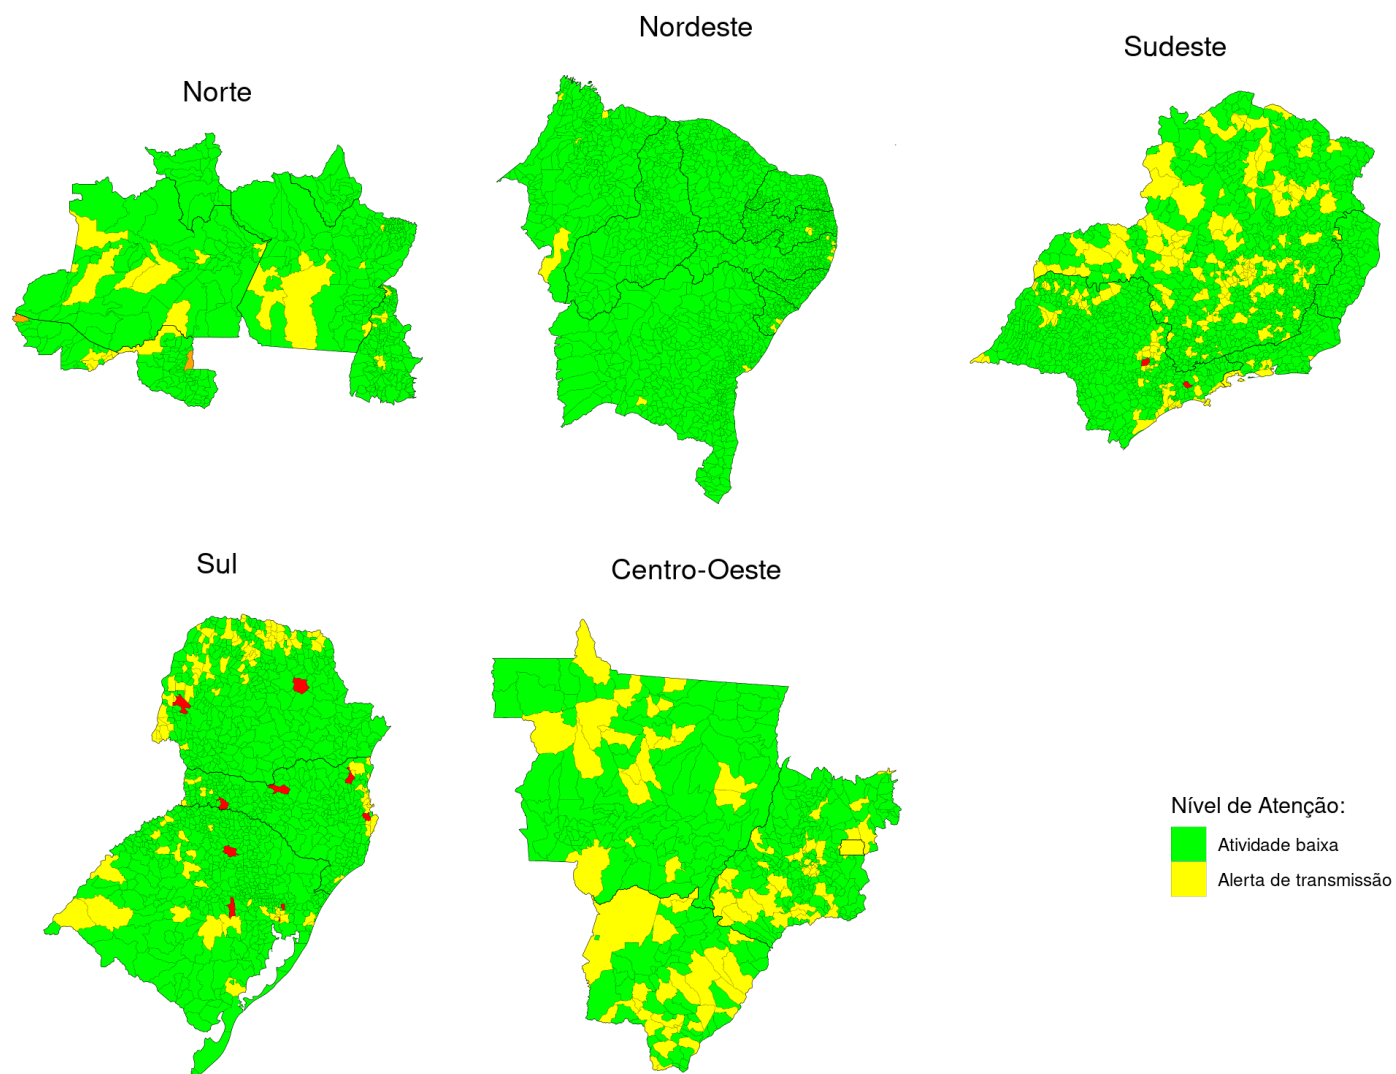 Nordeste
Sudeste
Norte
Sul
Centro-Oeste
Nível de Atenção:
Atividade baixa
Alerta de transmissão